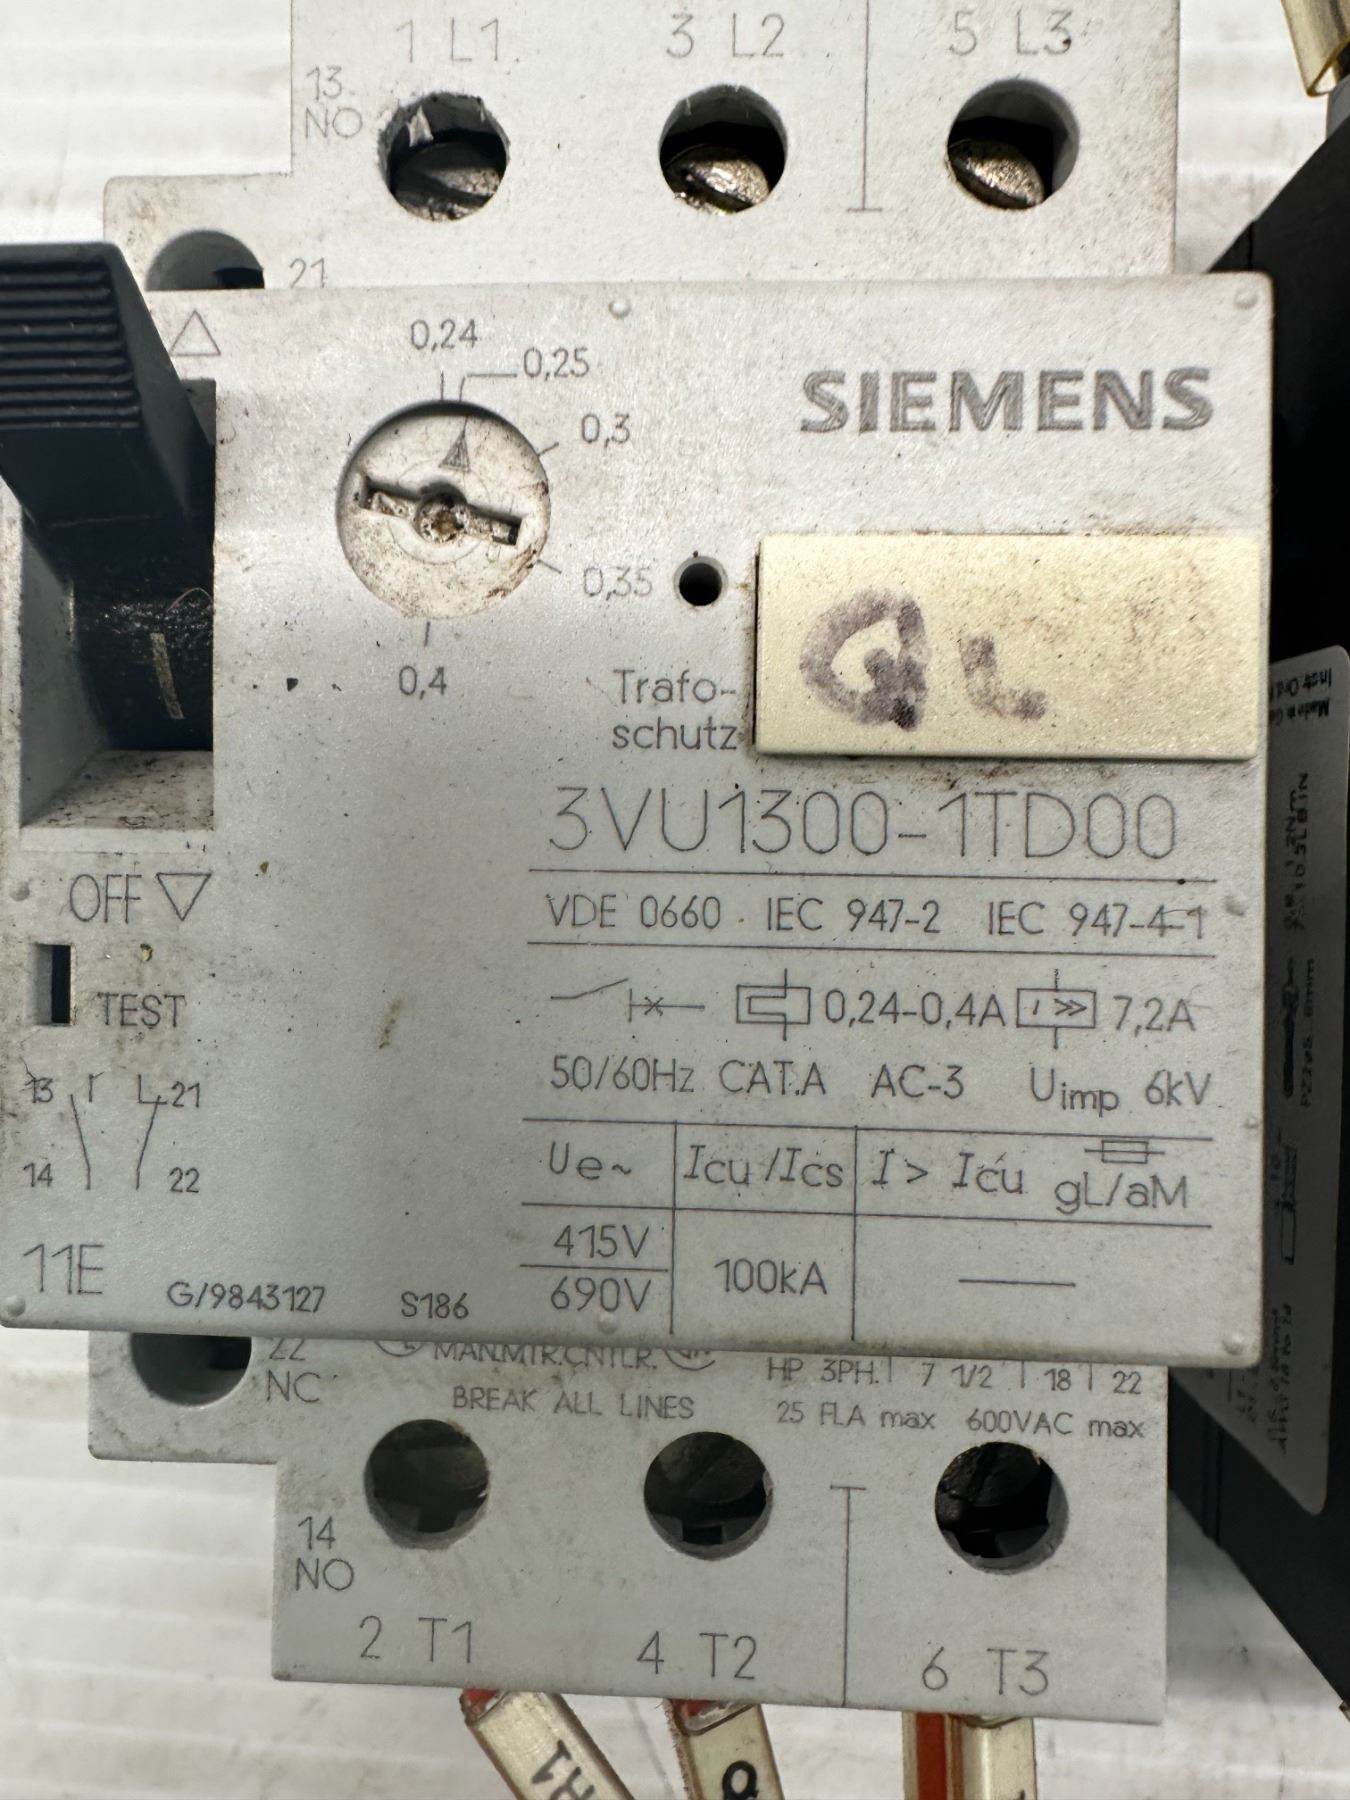 1 L1 3 L2 5 L3
13
NO
21
0,24
0,25
SIEMENS
0,3
0,35
0,4
Trafo-
schutz
3VU1300-1TD00
OFF
VDE 0660 IEC 947-2 IEC 947-4-1
TEST
0,24-0,4A I >> 7,2A
50/60Hz CAT.A AC-3 Uimp 6kV
13 21
14 22
Ue~ Icu/Ics I > Icu gL/aM
415V
690V
100kA
11E
G/9843127 S186
22
NC
MAN.MTR.CNTLR.
BREAK ALL LINES
HP 3PH. 7 1/2 18 22
25 FLA max 600VAC max
14
NO
2 T1 4 T2 6 T3